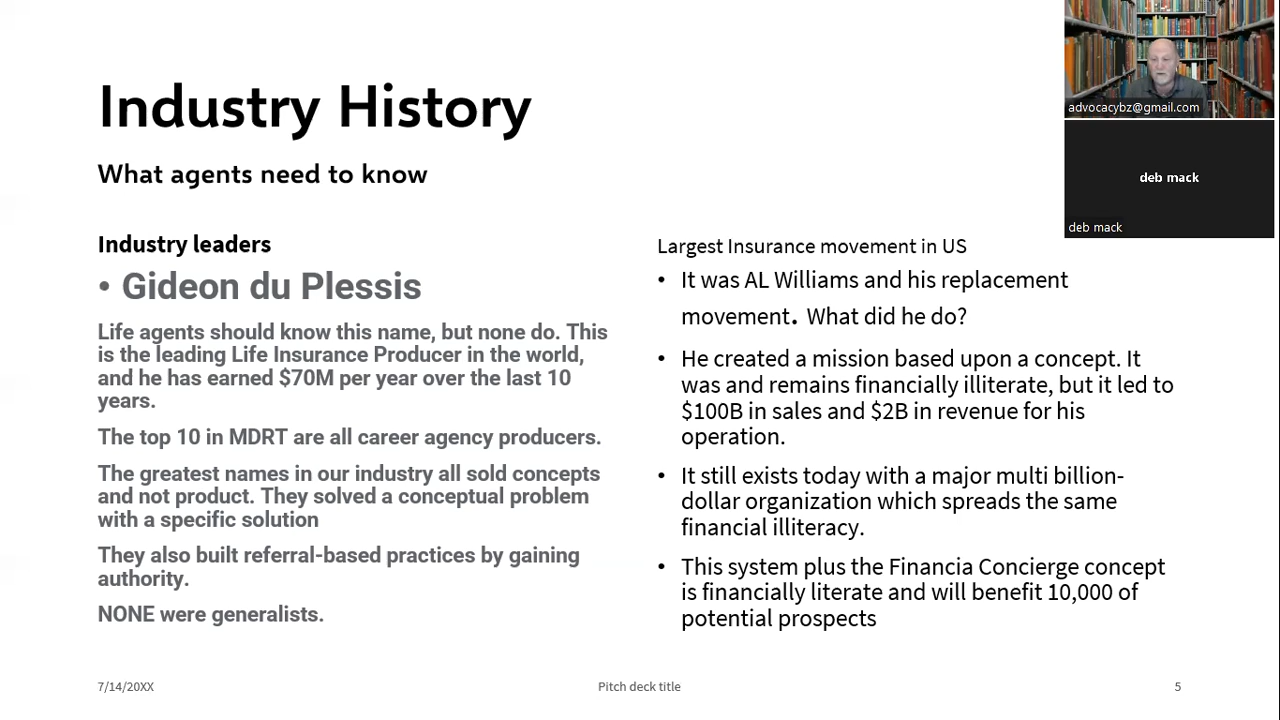 Industry History
What agents need to know
Industry leaders
• Gideon du Plessis
Life agents should know this name, but none do. This
is the leading Life Insurance Producer in the world,
and he has earned $70M per year over the last 10
years.
The top 10 in MDRT are all career agency producers.
The greatest names in our industry all sold concepts
and not product. They solved a conceptual problem
with a specific solution
They also built referral-based practices by gaining
authority.
NONE were generalists.
Largest Insurance movement in US
• It was AL Williams and his replacement
movement. What did he do?
• He created a mission based upon a concept. It
was and remains financially illiterate, but it led to
$100B in sales and $2B in revenue for his
operation.
• It still exists today with a major multi billion-
dollar organization which spreads the same
financial illiteracy.
• This system plus the Financia Concierge concept
is financially literate and will benefit 10,000 of
potential prospects
7/14/20XX
Pitch deck title
5
advocacybz@gmail.com
deb mack
deb mack